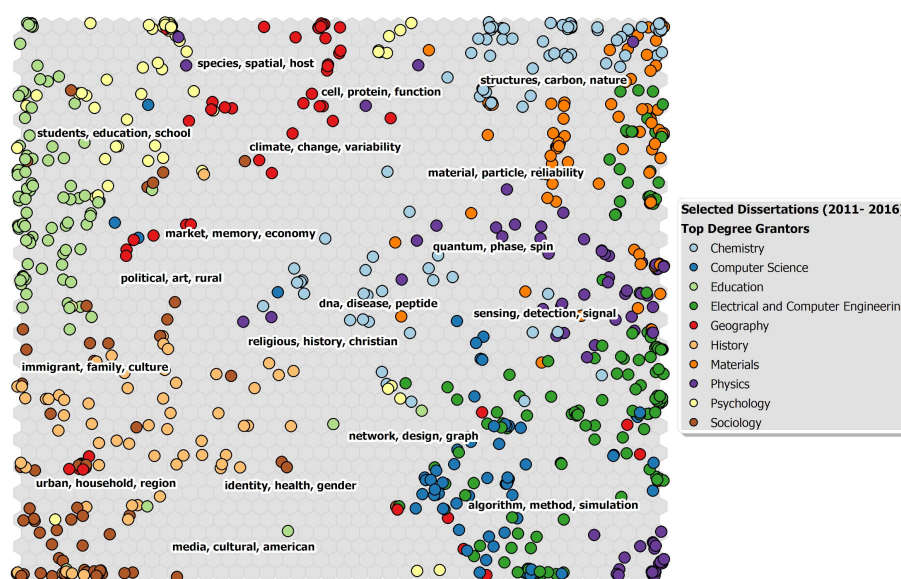 species, spatial, host
structures, carbon, nature
cell, protein, function
students, education, school
climate, change, variability
material, particle, reliability
market, memory, economy
quantum, phase, spin
political, art, rural
dna, disease, peptide
sensing, detection, signal
religious, history, christian
immigrant, family, culture
network, design, graph
urban, household, region
identity, health, gender
algorithm, method, simulation
media, cultural, american
Selected Dissertations (2011- 2016)
Top Degree Grantors
Chemistry
Computer Science
Education
Electrical and Computer Engineerin
Geography
History
Materials
Physics
Psychology
Sociology